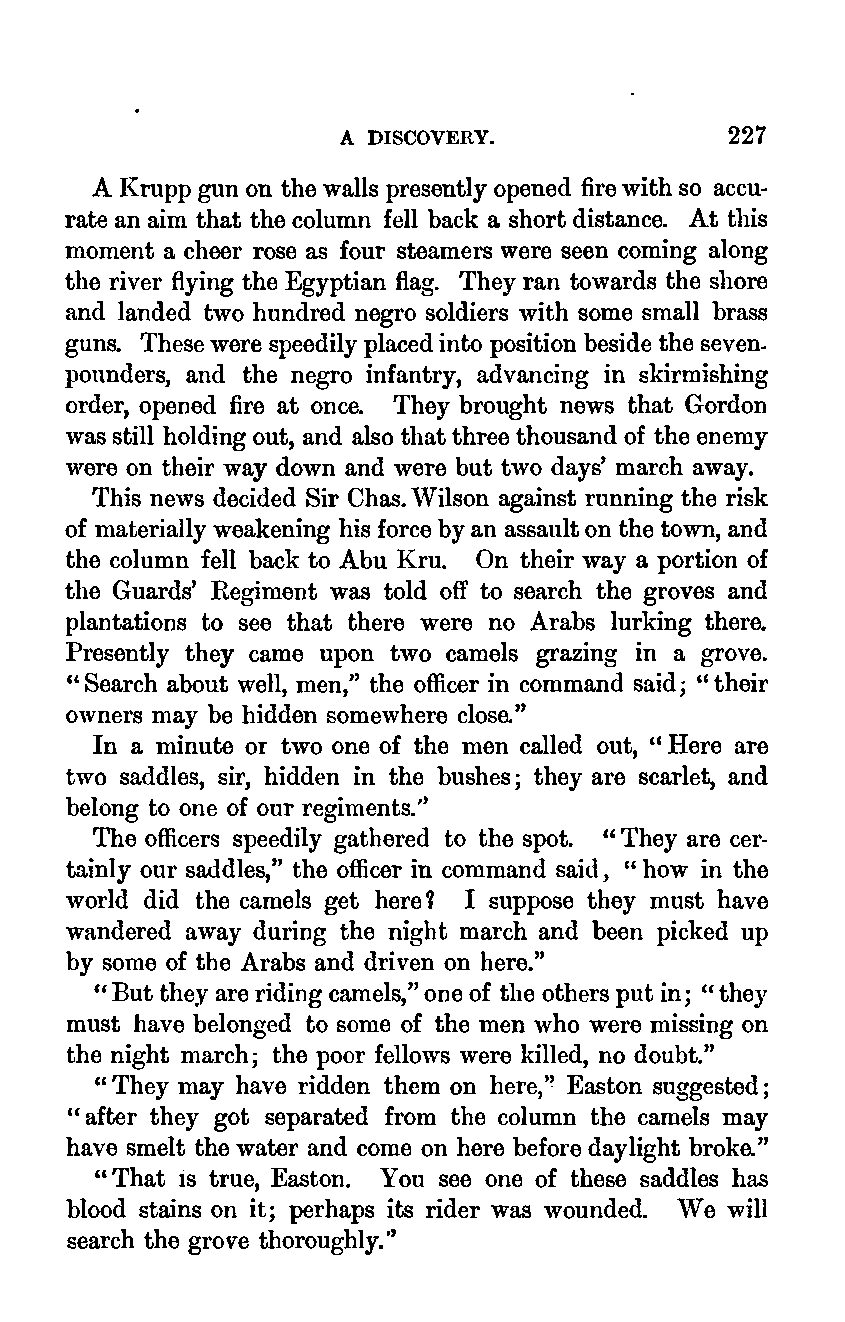 A DISCOVERY. 227
A Krupp gun on the walls presently opened fire with so accu-
rate an aim that the column fell back a short distance. At this
moment a cheer rose as four steamers were seen coming along
the river flying the Egyptian flag. They ran towards the shore
and landed two hundred negro soldiers with some small brass
guns. These were speedily placed into position beside the seven-
pounders, and the negro infantry, advancing in skirmishing
order, opened fire at once. They brought news that Gordon
was still holding out, and also that three thousand of the enemy
were on their way down and were but two days' march away.
This news decided Sir Chas. Wilson against running the risk
of materially weakening his force by an assault on the town, and
the column fell back to Abu Kru. On their way a portion of
the Guards' Regiment was told off to search the groves and
plantations to see that there were no Arabs lurking there.
Presently they came upon two camels grazing in a grove.
"Search about well, men," the officer in command said; "their
owners may be hidden somewhere close."
In a minute or two one of the men called out, "Here are
two saddles, sir, hidden in the bushes; they are scarlet, and
belong to one of our regiments."
The officers speedily gathered to the spot. "They are cer-
tainly our saddles," the officer in command said, "how in the
world did the camels get here? I suppose they must have
wandered away during the night march and been picked up
by some of the Arabs and driven on here."
"But they are riding camels," one of the others put in; "they
must have belonged to some of the men who were missing on
the night march; the poor fellows were killed, no doubt."
"They may have ridden them on here," Easton suggested;
"after they got separated from the column the camels may
have smelt the water and come on here before daylight broke."
"That is true, Easton. You see one of these saddles has
blood stains on it; perhaps its rider was wounded. We will
search the grove thoroughly."